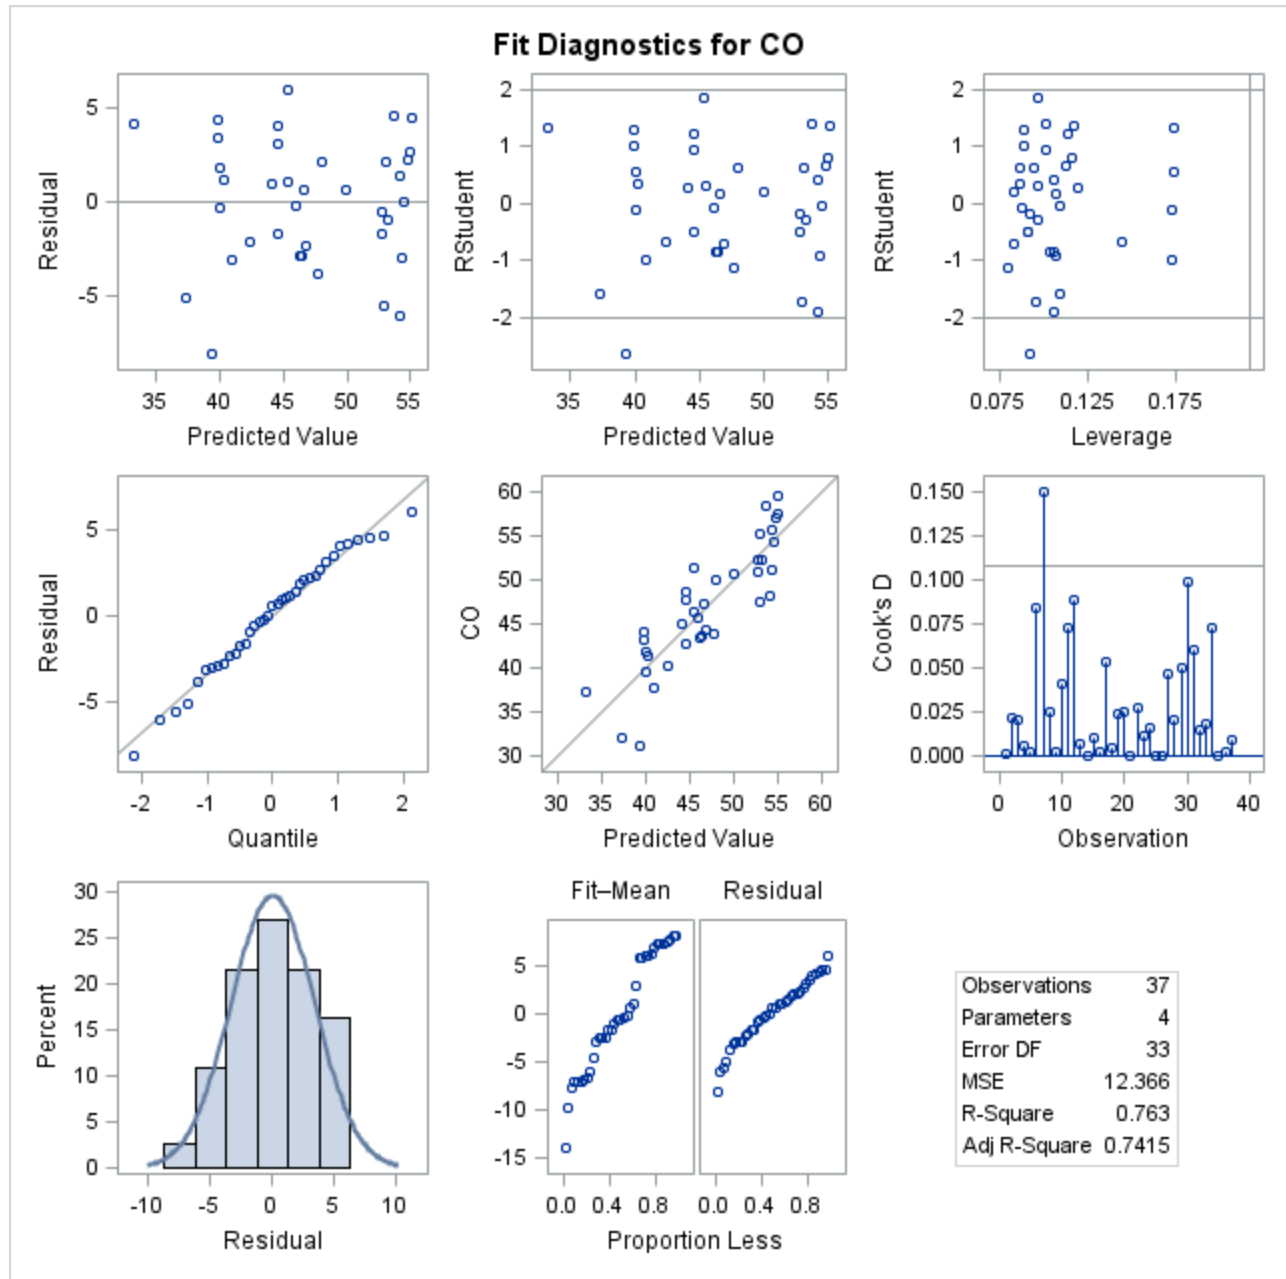 Fit Diagnostics for CO
5
0
-5
Residual
35 40 45 50 55
Predicted Value
2
1
0
-1
-2
RStudent
35 40 45 50 55
Predicted Value
2
1
0
-1
-2
RStudent
0.075 0.125 0.175
Leverage
5
0
-5
Residual
-2 -1 0 1 2
Quantile
60
55
50
45
40
35
30
CO
30 35 40 45 50 55 60
Predicted Value
0.150
0.125
0.100
0.075
0.050
0.025
0.000
Cook's D
0 10 20 30 40
Observation
30
25
20
15
10
5
0
Percent
-10 -5 0 5 10
Residual
Fit–Mean Residual
5
0
-5
-10
-15
0.0 0.4 0.8 0.0 0.4 0.8
Proportion Less
Observations 37
Parameters 4
Error DF 33
MSE 12.366
R-Square 0.763
Adj R-Square 0.7415